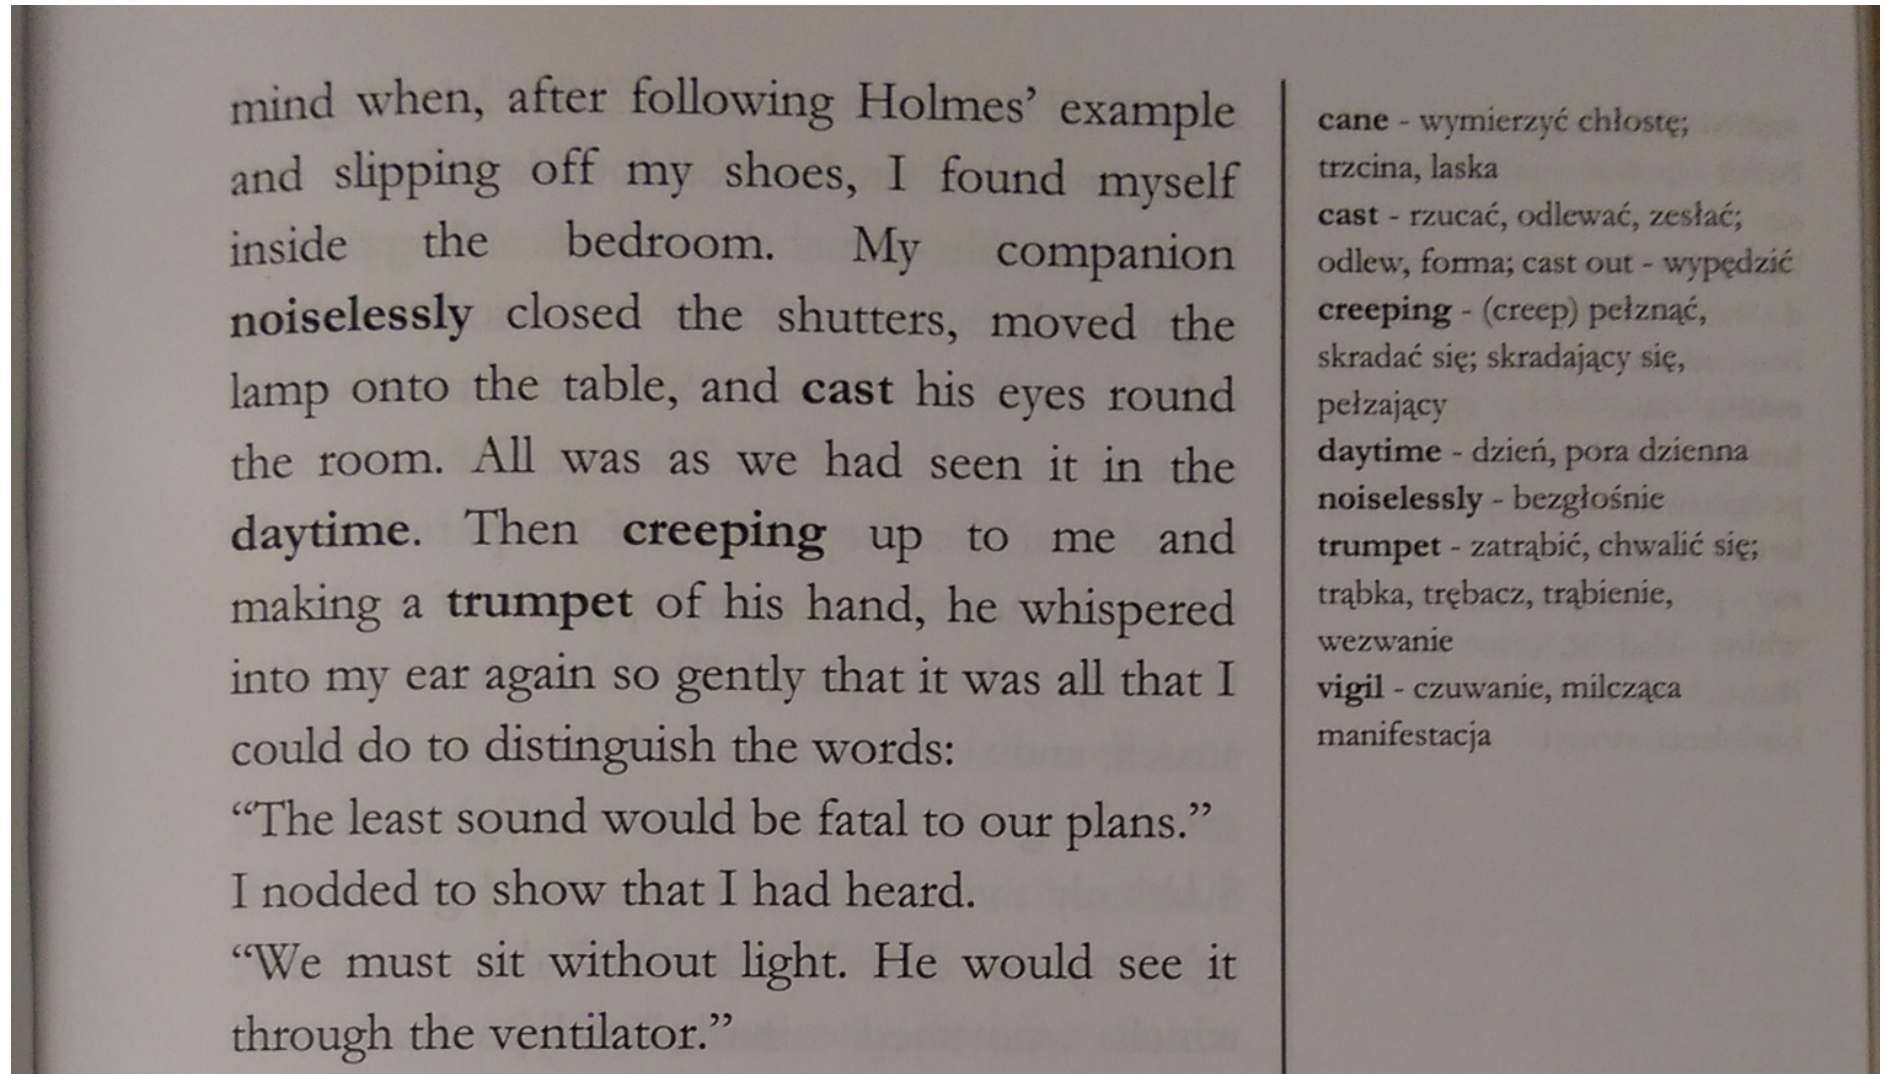 mind when, after following Holmes’ example
and slipping off my shoes, I found myself
inside the bedroom. My companion
noiselessly closed the shutters, moved the
lamp onto the table, and cast his eyes round
the room. All was as we had seen it in the
daytime. Then creeping up to me and
making a trumpet of his hand, he whispered
into my ear again so gently that it was all that I
could do to distinguish the words:
“The least sound would be fatal to our plans.”
I nodded to show that I had heard.
“We must sit without light. He would see it
through the ventilator.”
cane - wymierzyć chłostę;
trzcina, laska
cast - rzucać, odlewać, zesłać;
odlew, forma; cast out - wypędzić
creeping - (creep) pełznąć,
skradać się; skradający się,
pełzający
daytime - dzień, pora dzienna
noiselessly - bezgłośnie
trumpet - zatrąbić, chwalić się;
trąbka, trębacz, trąbienie,
wezwanie
vigil - czuwanie, milcząca
manifestacja